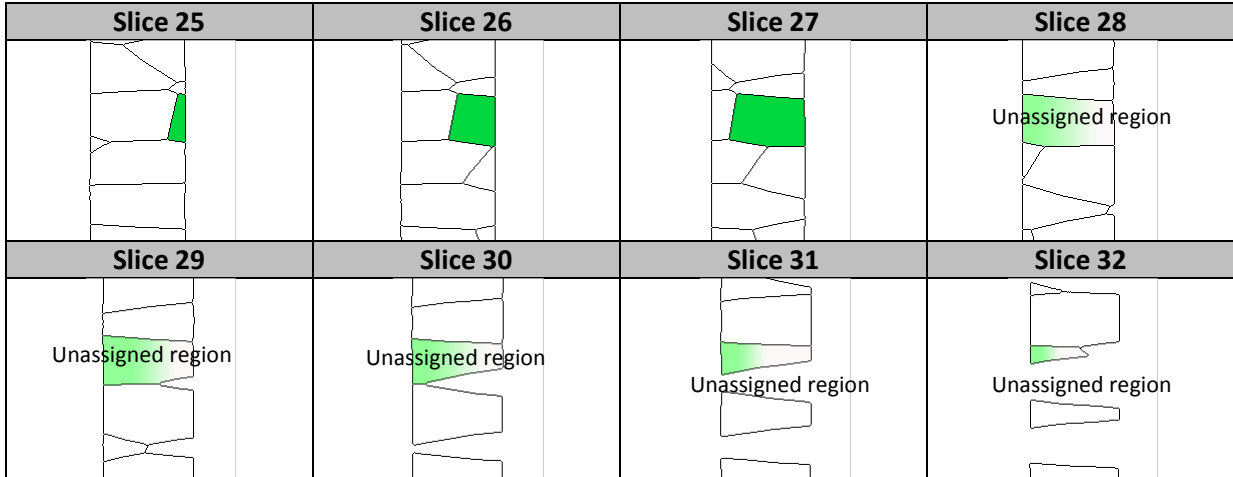 Slice 25
Slice 26
Slice 27
Slice 28
Unassigned region
Slice 29
Slice 30
Slice 31
Slice 32
Unassigned region
Unassigned region
Unassigned region
Unassigned region